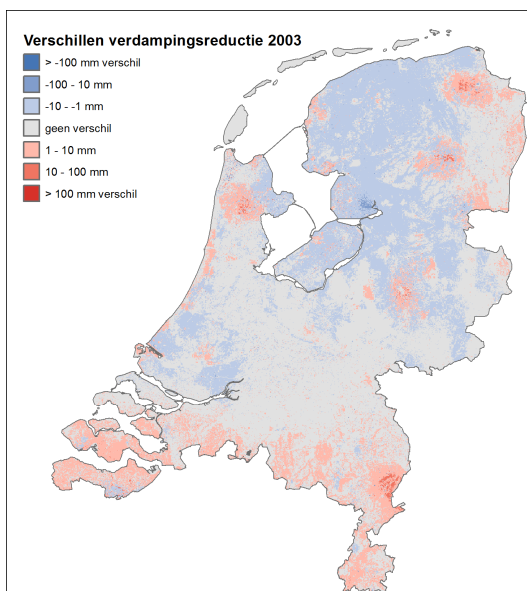 Verschillen verdampingsreductie 2003
> -100 mm verschil
-100 - 10 mm
-10 - -1 mm
geen verschil
1 - 10 mm
10 - 100 mm
> 100 mm verschil